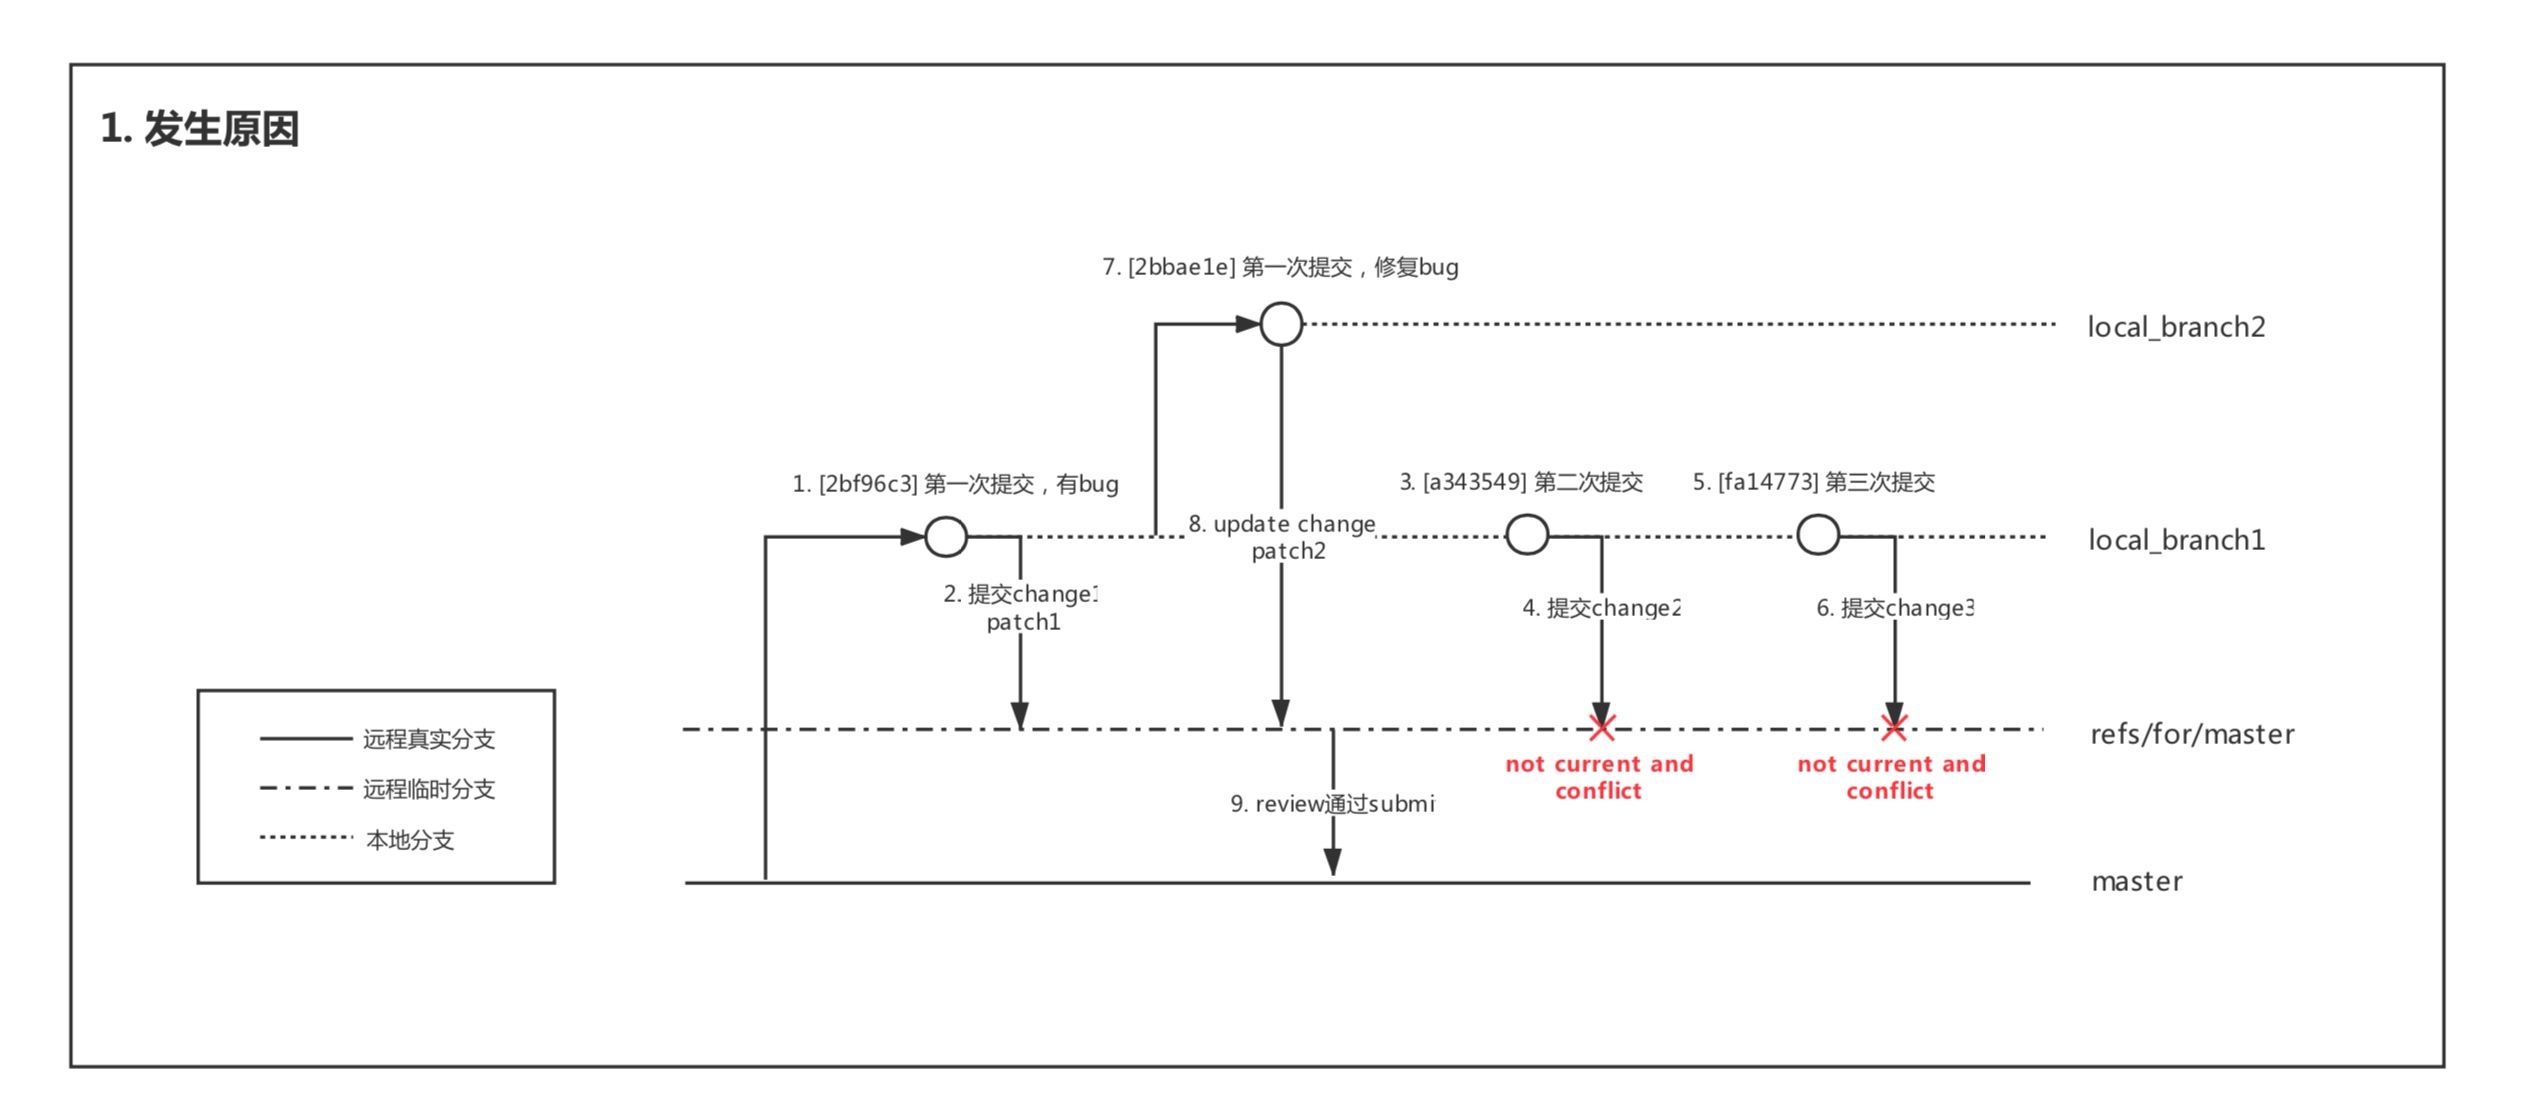 1. 发生原因
7. [2bbae1e] 第一次提交，修复bug
local_branch2
1. [2bf96c3] 第一次提交，有bug
3. [a343549] 第二次提交
5. [fa14773] 第三次提交
8. update change
patch2
local_branch1
2. 提交change1
patch1
4. 提交change2
6. 提交change3
远程真实分支
远程临时分支
本地分支
refs/for/master
not current and
conflict
not current and
conflict
9. review通过submi
master